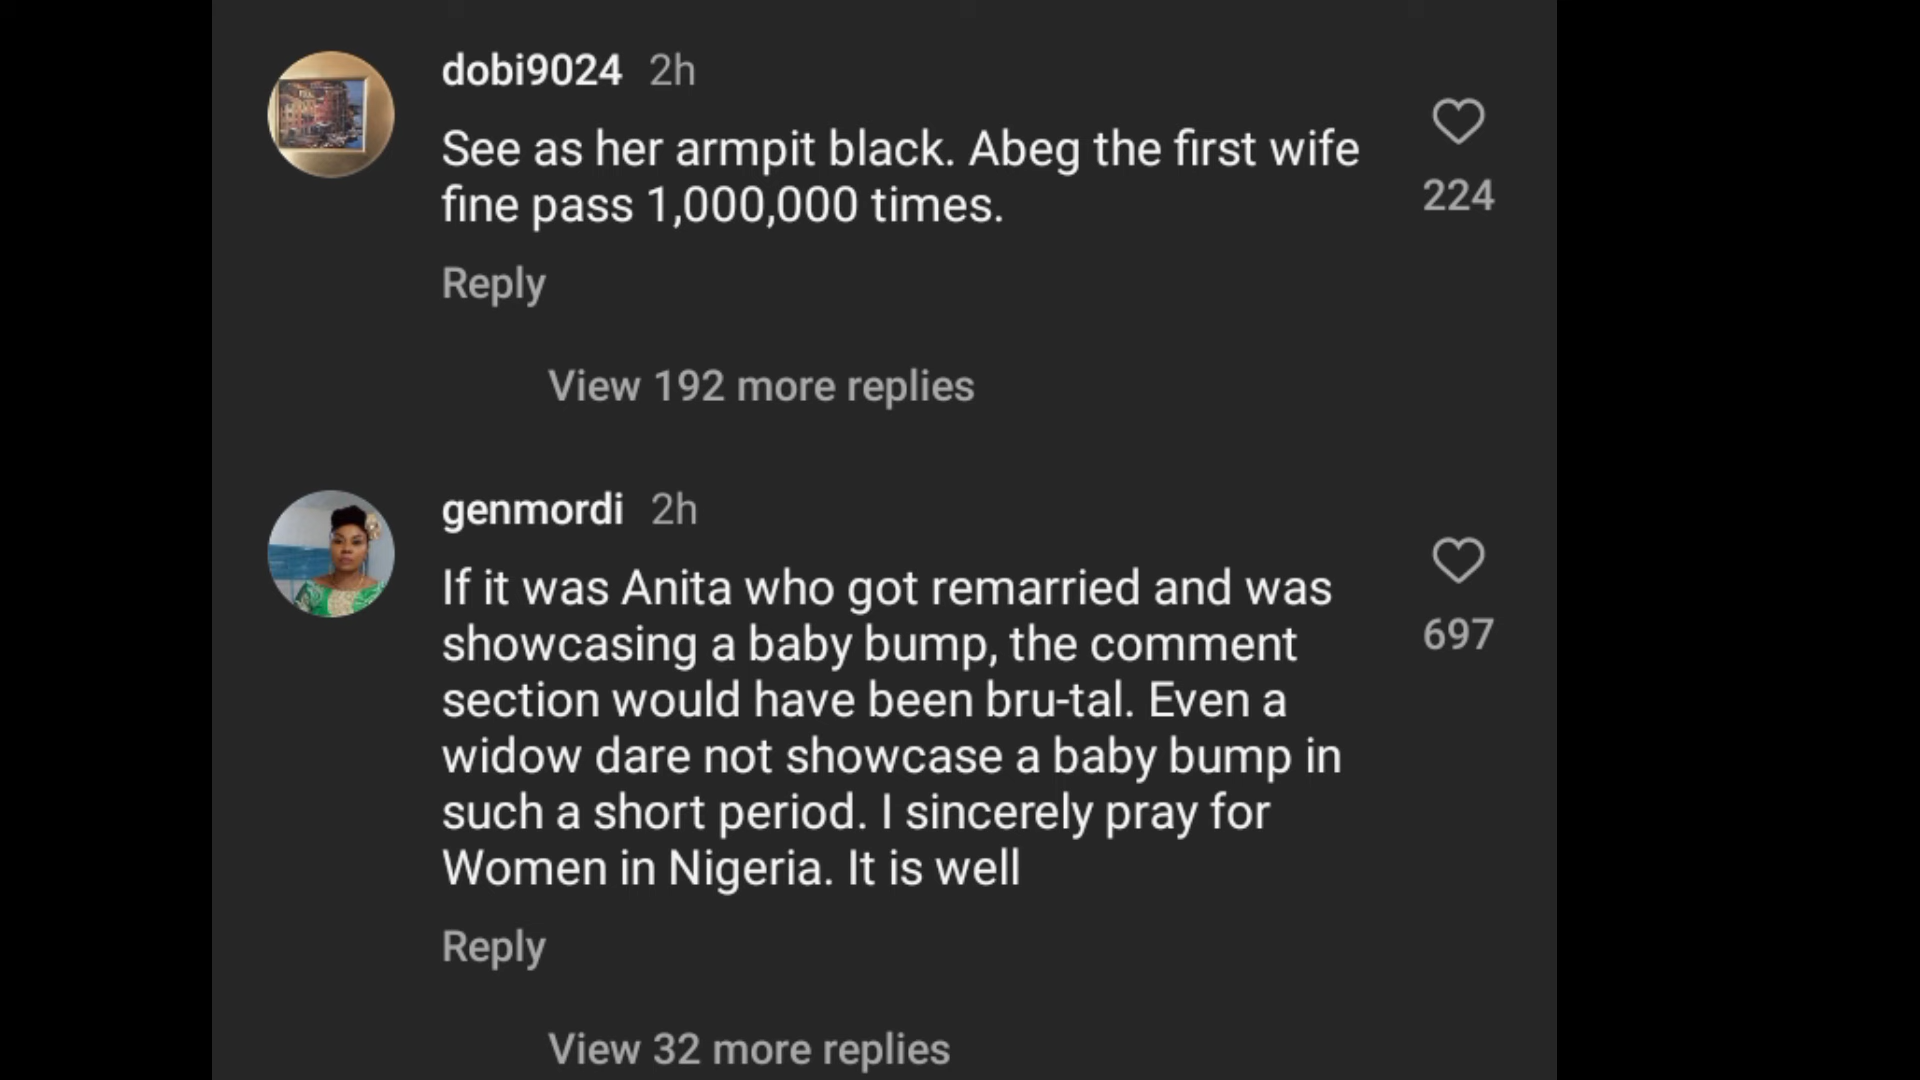 dobi9024 2h
See as her armpit black. Abeg the first wife
fine pass 1,000,000 times.
224
Reply
View 192 more replies
genmordi 2h
If it was Anita who got remarried and was
showcasing a baby bump, the comment
section would have been bru-tal. Even a
widow dare not showcase a baby bump in
such a short period. I sincerely pray for
Women in Nigeria. It is well
697
Reply
View 32 more replies